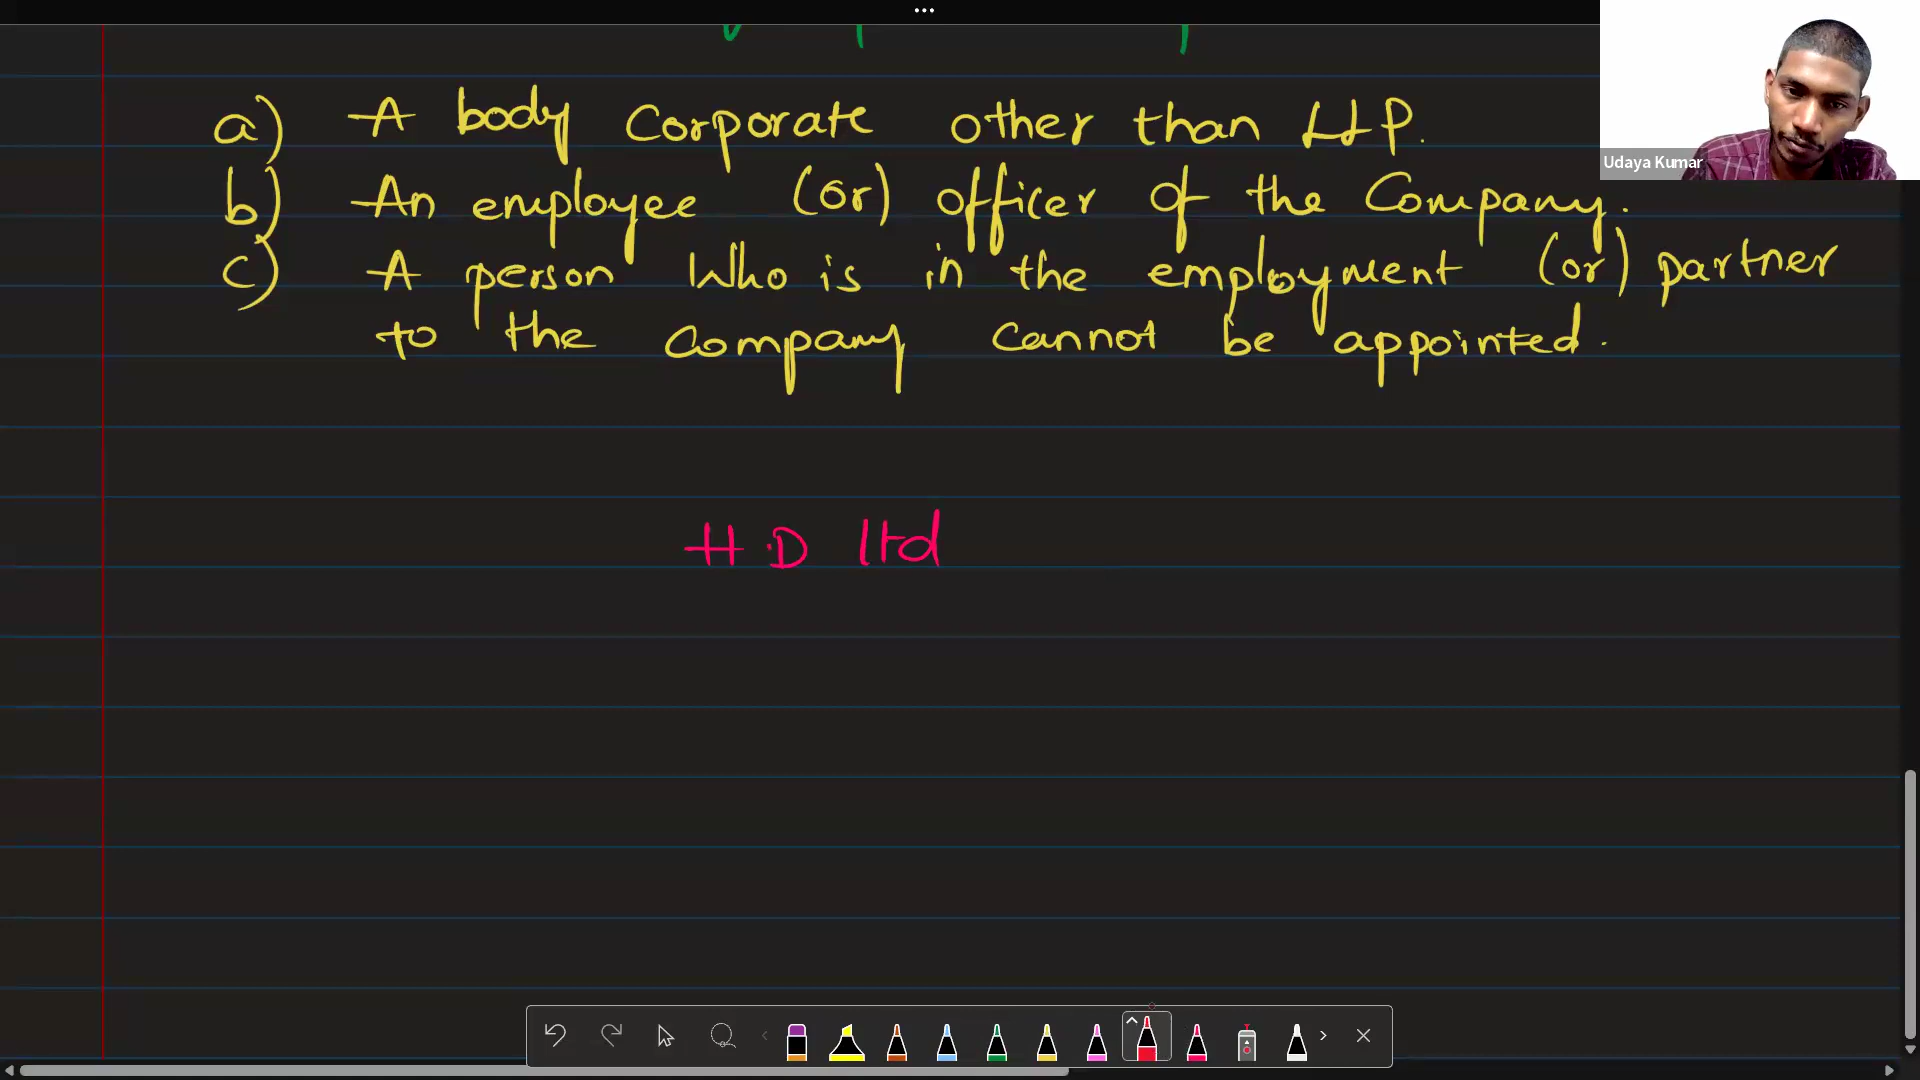 a) A body Corporate other than LLP.
Udaya Kumar
b) An employee (or) officer of the Company.
c) A person Who is in the employment (or) partner
to the Company cannot be appointed.
H.D ltd